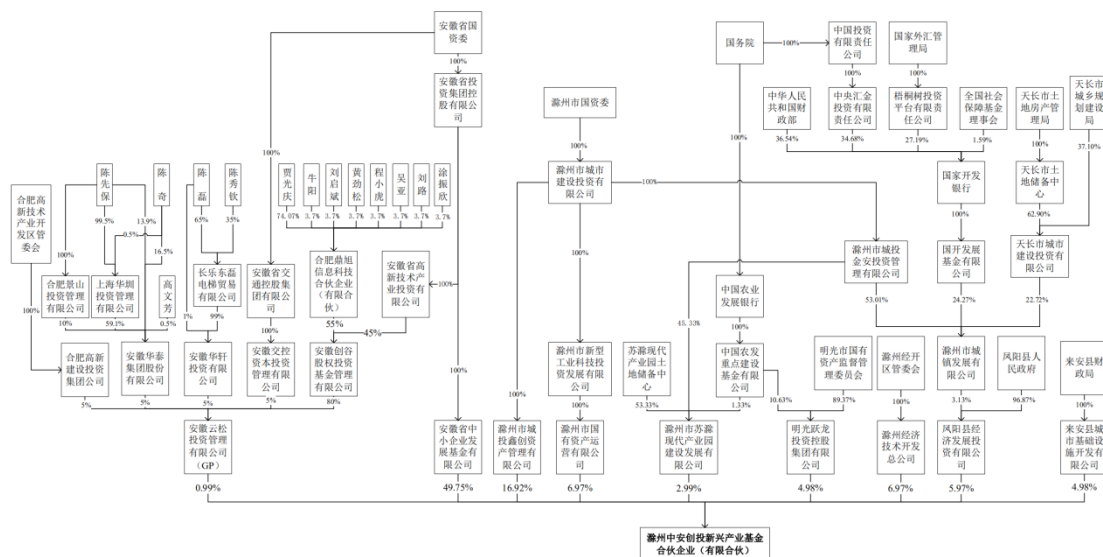 安徽省国
资委
国务院
中国投资
有限责任
公司
国家外汇管
理局
100%
100%
100%
100%
安徽省投
资集团控
股有限公
司
滁州市国资委
中华人民
共和国财
政部
中央汇金
投资有限
责任公司
梧桐树投资
平台有限责
任公司
全国社会
保障基金
理事会
天长市土
地房产管
理局
天长市
城乡规
划建设
局
36.54%
34.68%
27.19%
1.59%
100%
37.10%
100%
100%
陈先保
陈奇
陈磊
陈秀钦
贾光庆
牛阳
刘启斌
黄劲松
程小虎
吴亚
刘路
涂振欣
滁州市城市
建设投资有
限公司
100%
国家开发
银行
天长市土
地储备中
心
合肥高
新技术
产业开
发区管
委会
99.5%
13.9%
65%
35%
74.07%
3.7%
3.7%
3.7%
3.7%
3.7%
3.7%
3.7%
100%
62.90%
0.5%
16.5%
100%
100%
滁州市城投
金安投资管
理有限公司
国开发展
基金有限
公司
天长市城市
建设投资有
限公司
合肥景山
投资管理
有限公司
上海华圳
投资管理
有限公司
高文芳
长乐东磊
电梯贸易
有限公司
安徽省交
通控股集
团有限公
司
合肥鼎旭
信息科技
合伙企业
（有限合
伙）
安徽省高
新技术产
业投资有
限公司
100%
中国农业
发展银行
53.01%
24.27%
22.72%
100%
10%
59.1%
0.5%
1%
99%
100%
55%
45%
100%
合肥高新
建设投资
集团公司
安徽华泰
集团股份
有限公司
安徽华轩
投资有限
公司
安徽交控
资本投资
管理有限
公司
安徽创谷
股权投资
基金管理
有限公司
100%
滁州市新型
工业科技投
资发展有限
公司
苏滁现代
产业园土
地储备中
心
中国农发
重点建设
基金有限
公司
明光市国有
资产监督管
理委员会
滁州经开
区管委会
滁州市城
镇发展有
限公司
凤阳县人
民政府
来安县财
政局
5%
5%
5%
5%
80%
100%
53.33%
1.33%
10.63%
89.37%
100%
3.13%
96.87%
100%
安徽云松
投资管理
有限公司
（GP）
安徽省中
小企业发
展基金有
限公司
滁州市城
投鑫创资
产管理有
限公司
滁州市国
有资产运
营有限公
司
滁州市苏滁
现代产业园
建设发展有
限公司
明光跃龙
投资控股
集团有限
公司
滁州经济
技术开发
总公司
凤阳县经
济发展投
资有限公
司
来安县城
市基础设
施开发有
限公司
0.99%
49.75%
16.92%
6.97%
2.99%
4.98%
6.97%
5.97%
4.98%
滁州中安创投新兴产业基金
合伙企业（有限合伙）